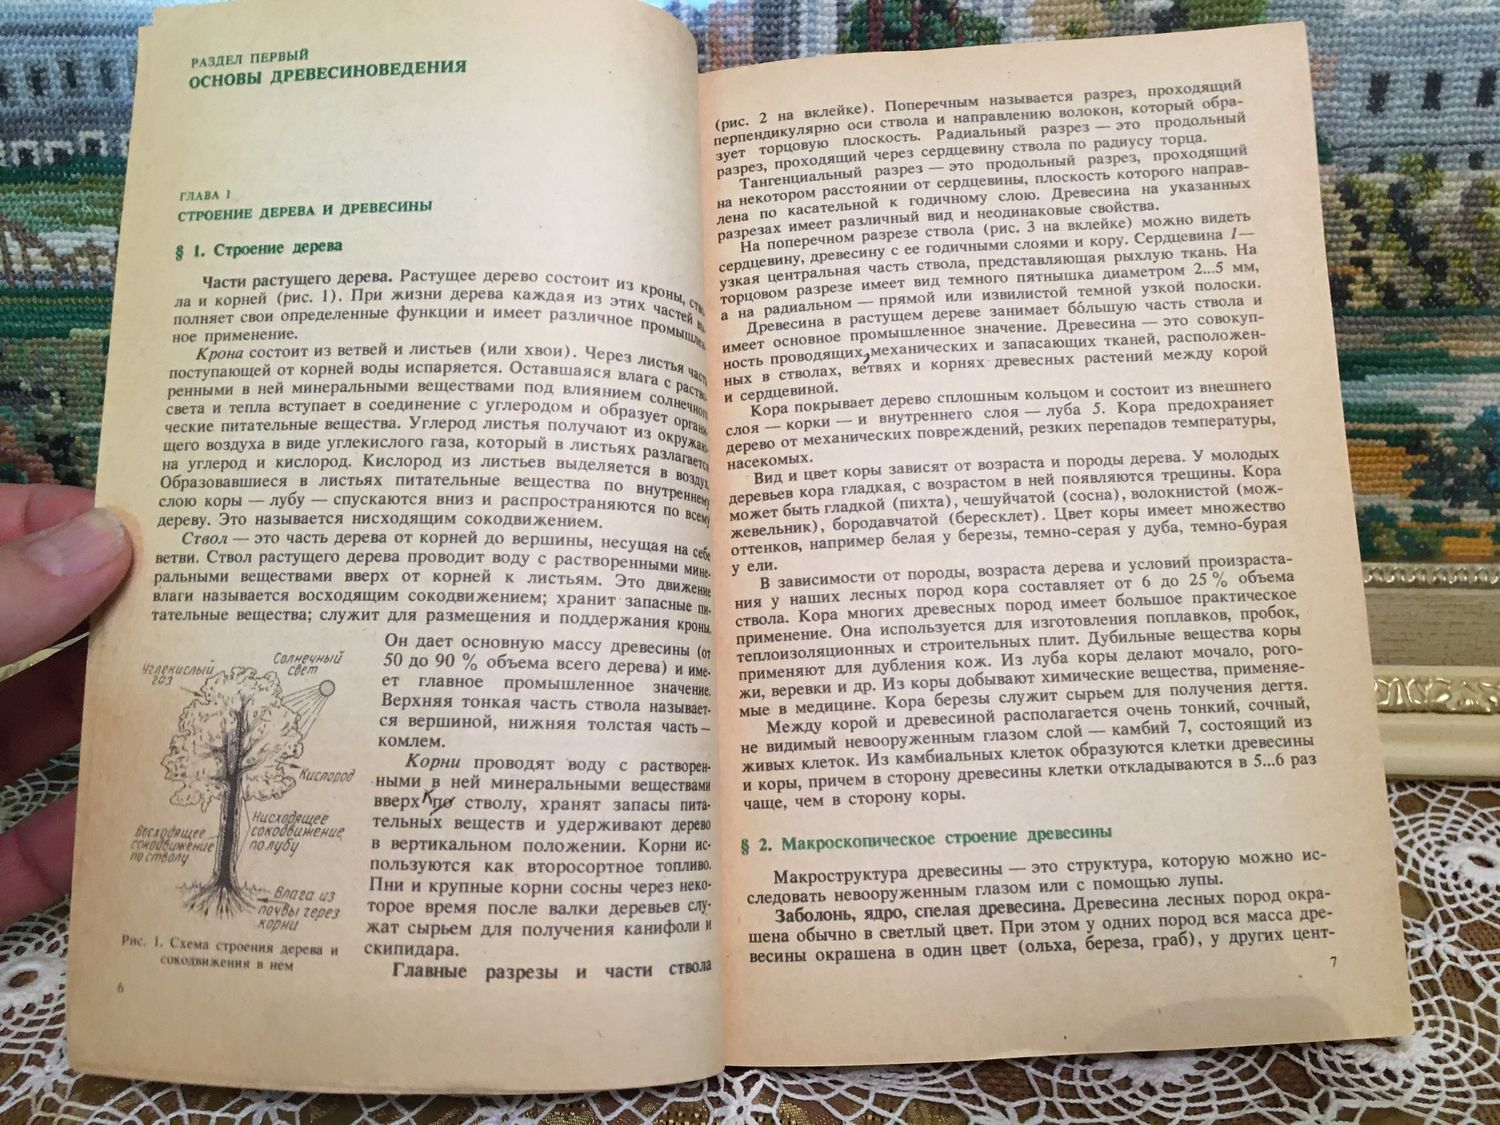 РАЗДЕЛ ПЕРВЫЙ
ОСНОВЫ ДРЕВЕСИНОВЕДЕНИЯ
ГЛАВА 1
СТРОЕНИЕ ДЕРЕВА И ДРЕВЕСИНЫ
§ 1. Строение дерева
Части растущего дерева. Растущее дерево состоит из кроны, ство-
ла и корней (рис. 1). При жизни дерева каждая из этих частей вы-
полняет свои определенные функции и имеет различное промышлен-
ное применение.
Крона состоит из ветвей и листьев (или хвои). Через листья часть
поступающей от корней воды испаряется. Оставшаяся влага с раство-
ренными в ней минеральными веществами под влиянием солнечного
света и тепла вступает в соединение с углеродом и образует органи-
ческие питательные вещества. Углерод листья получают из окружаю-
щего воздуха в виде углекислого газа, который в листьях разлагается
на углерод и кислород. Кислород из листьев выделяется в воздух.
Образовавшиеся в листьях питательные вещества по внутреннему
слою коры — лубу — спускаются вниз и распространяются по всему
дереву. Это называется нисходящим сокодвижением.
Ствол — это часть дерева от корней до вершины, несущая на себе
ветви. Ствол растущего дерева проводит воду с растворенными мине-
ральными веществами вверх от корней к листьям. Это движение
влаги называется восходящим сокодвижением; хранит запасные пи-
тательные вещества; служит для размещения и поддержания кроны.
Он дает основную массу древесины (от
50 до 90 % объема всего дерева) и име-
ет главное промышленное значение.
Верхняя тонкая часть ствола называет-
ся вершиной, нижняя толстая часть —
комлем.
Корни проводят воду с растворен-
ными в ней минеральными веществами
вверх к по стволу, хранят запасы пита-
тельных веществ и удерживают дерево
в вертикальном положении. Корни ис-
пользуются как второсортное топливо.
Пни и крупные корни сосны через неко-
торое время после валки деревьев слу-
жат сырьем для получения канифоли и
скипидара.
Главные разрезы и части ствола
Углекислый
газ
Солнечный
свет
Кислород
Восходящее
сокодвижение
по стволу
Нисходящее
сокодвижение
по лубу
Влага из
почвы через
корни
Рис. 1. Схема строения дерева и
сокодвижения в нем
6
(рис. 2 на вклейке). Поперечным называется разрез, проходящий
перпендикулярно оси ствола и направлению волокон, который обра-
зует торцовую плоскость. Радиальный разрез — это продольный
разрез, проходящий через сердцевину ствола по радиусу торца.
Тангенциальный разрез — это продольный разрез, проходящий
на некотором расстоянии от сердцевины, плоскость которого направ-
лена по касательной к годичному слою. Древесина на указанных
разрезах имеет различный вид и неодинаковые свойства.
На поперечном разрезе ствола (рис. 3 на вклейке) можно видеть
сердцевину, древесину с ее годичными слоями и кору. Сердцевина 1—
узкая центральная часть ствола, представляющая рыхлую ткань. На
торцовом разрезе имеет вид темного пятнышка диаметром 2...5 мм,
а на радиальном — прямой или извилистой темной узкой полоски.
Древесина в растущем дереве занимает бо́льшую часть ствола и
имеет основное промышленное значение. Древесина — это совокуп-
ность проводящих, механических и запасающих тканей, расположен-
ных в стволах, ветвях и корнях древесных растений между корой
и сердцевиной.
Кора покрывает дерево сплошным кольцом и состоит из внешнего
слоя — корки — и внутреннего слоя — луба 5. Кора предохраняет
дерево от механических повреждений, резких перепадов температуры,
насекомых.
Вид и цвет коры зависят от возраста и породы дерева. У молодых
деревьев кора гладкая, с возрастом в ней появляются трещины. Кора
может быть гладкой (пихта), чешуйчатой (сосна), волокнистой (мож-
жевельник), бородавчатой (бересклет). Цвет коры имеет множество
оттенков, например белая у березы, темно-серая у дуба, темно-бурая
у ели.
В зависимости от породы, возраста дерева и условий произраста-
ния у наших лесных пород кора составляет от 6 до 25 % объема
ствола. Кора многих древесных пород имеет большое практическое
применение. Она используется для изготовления поплавков, пробок,
теплоизоляционных и строительных плит. Дубильные вещества коры
применяют для дубления кож. Из луба коры делают мочало, рого-
жи, веревки и др. Из коры добывают химические вещества, применяе-
мые в медицине. Кора березы служит сырьем для получения дегтя.
Между корой и древесиной располагается очень тонкий, сочный,
не видимый невооруженным глазом слой — камбий 7, состоящий из
живых клеток. Из камбиальных клеток образуются клетки древесины
и коры, причем в сторону древесины клетки откладываются в 5...6 раз
чаще, чем в сторону коры.
§ 2. Макроскопическое строение древесины
Макроструктура древесины — это структура, которую можно ис-
следовать невооруженным глазом или с помощью лупы.
Заболонь, ядро, спелая древесина. Древесина лесных пород окра-
шена обычно в светлый цвет. При этом у одних пород вся масса дре-
весины окрашена в один цвет (ольха, береза, граб), у других цент-
7